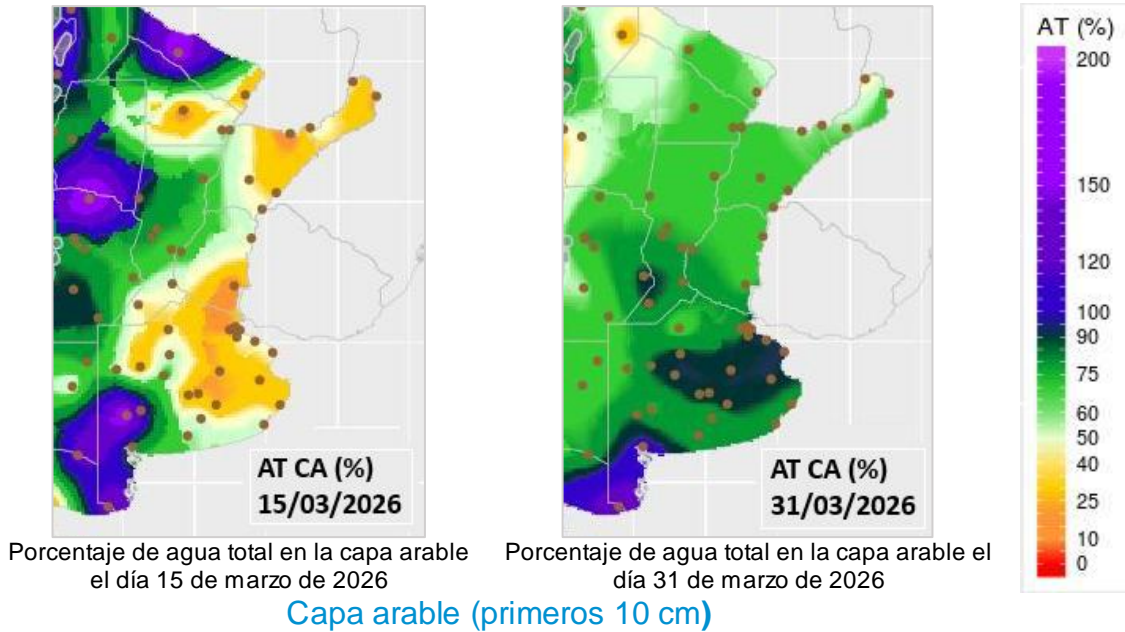 AT CA (%)
15/03/2026
AT CA (%)
31/03/2026
AT (%)
200
150
120
100
90
75
60
50
40
25
10
0
Porcentaje de agua total en la capa arable
el día 15 de marzo de 2026
Porcentaje de agua total en la capa arable el
día 31 de marzo de 2026
Capa arable (primeros 10 cm)